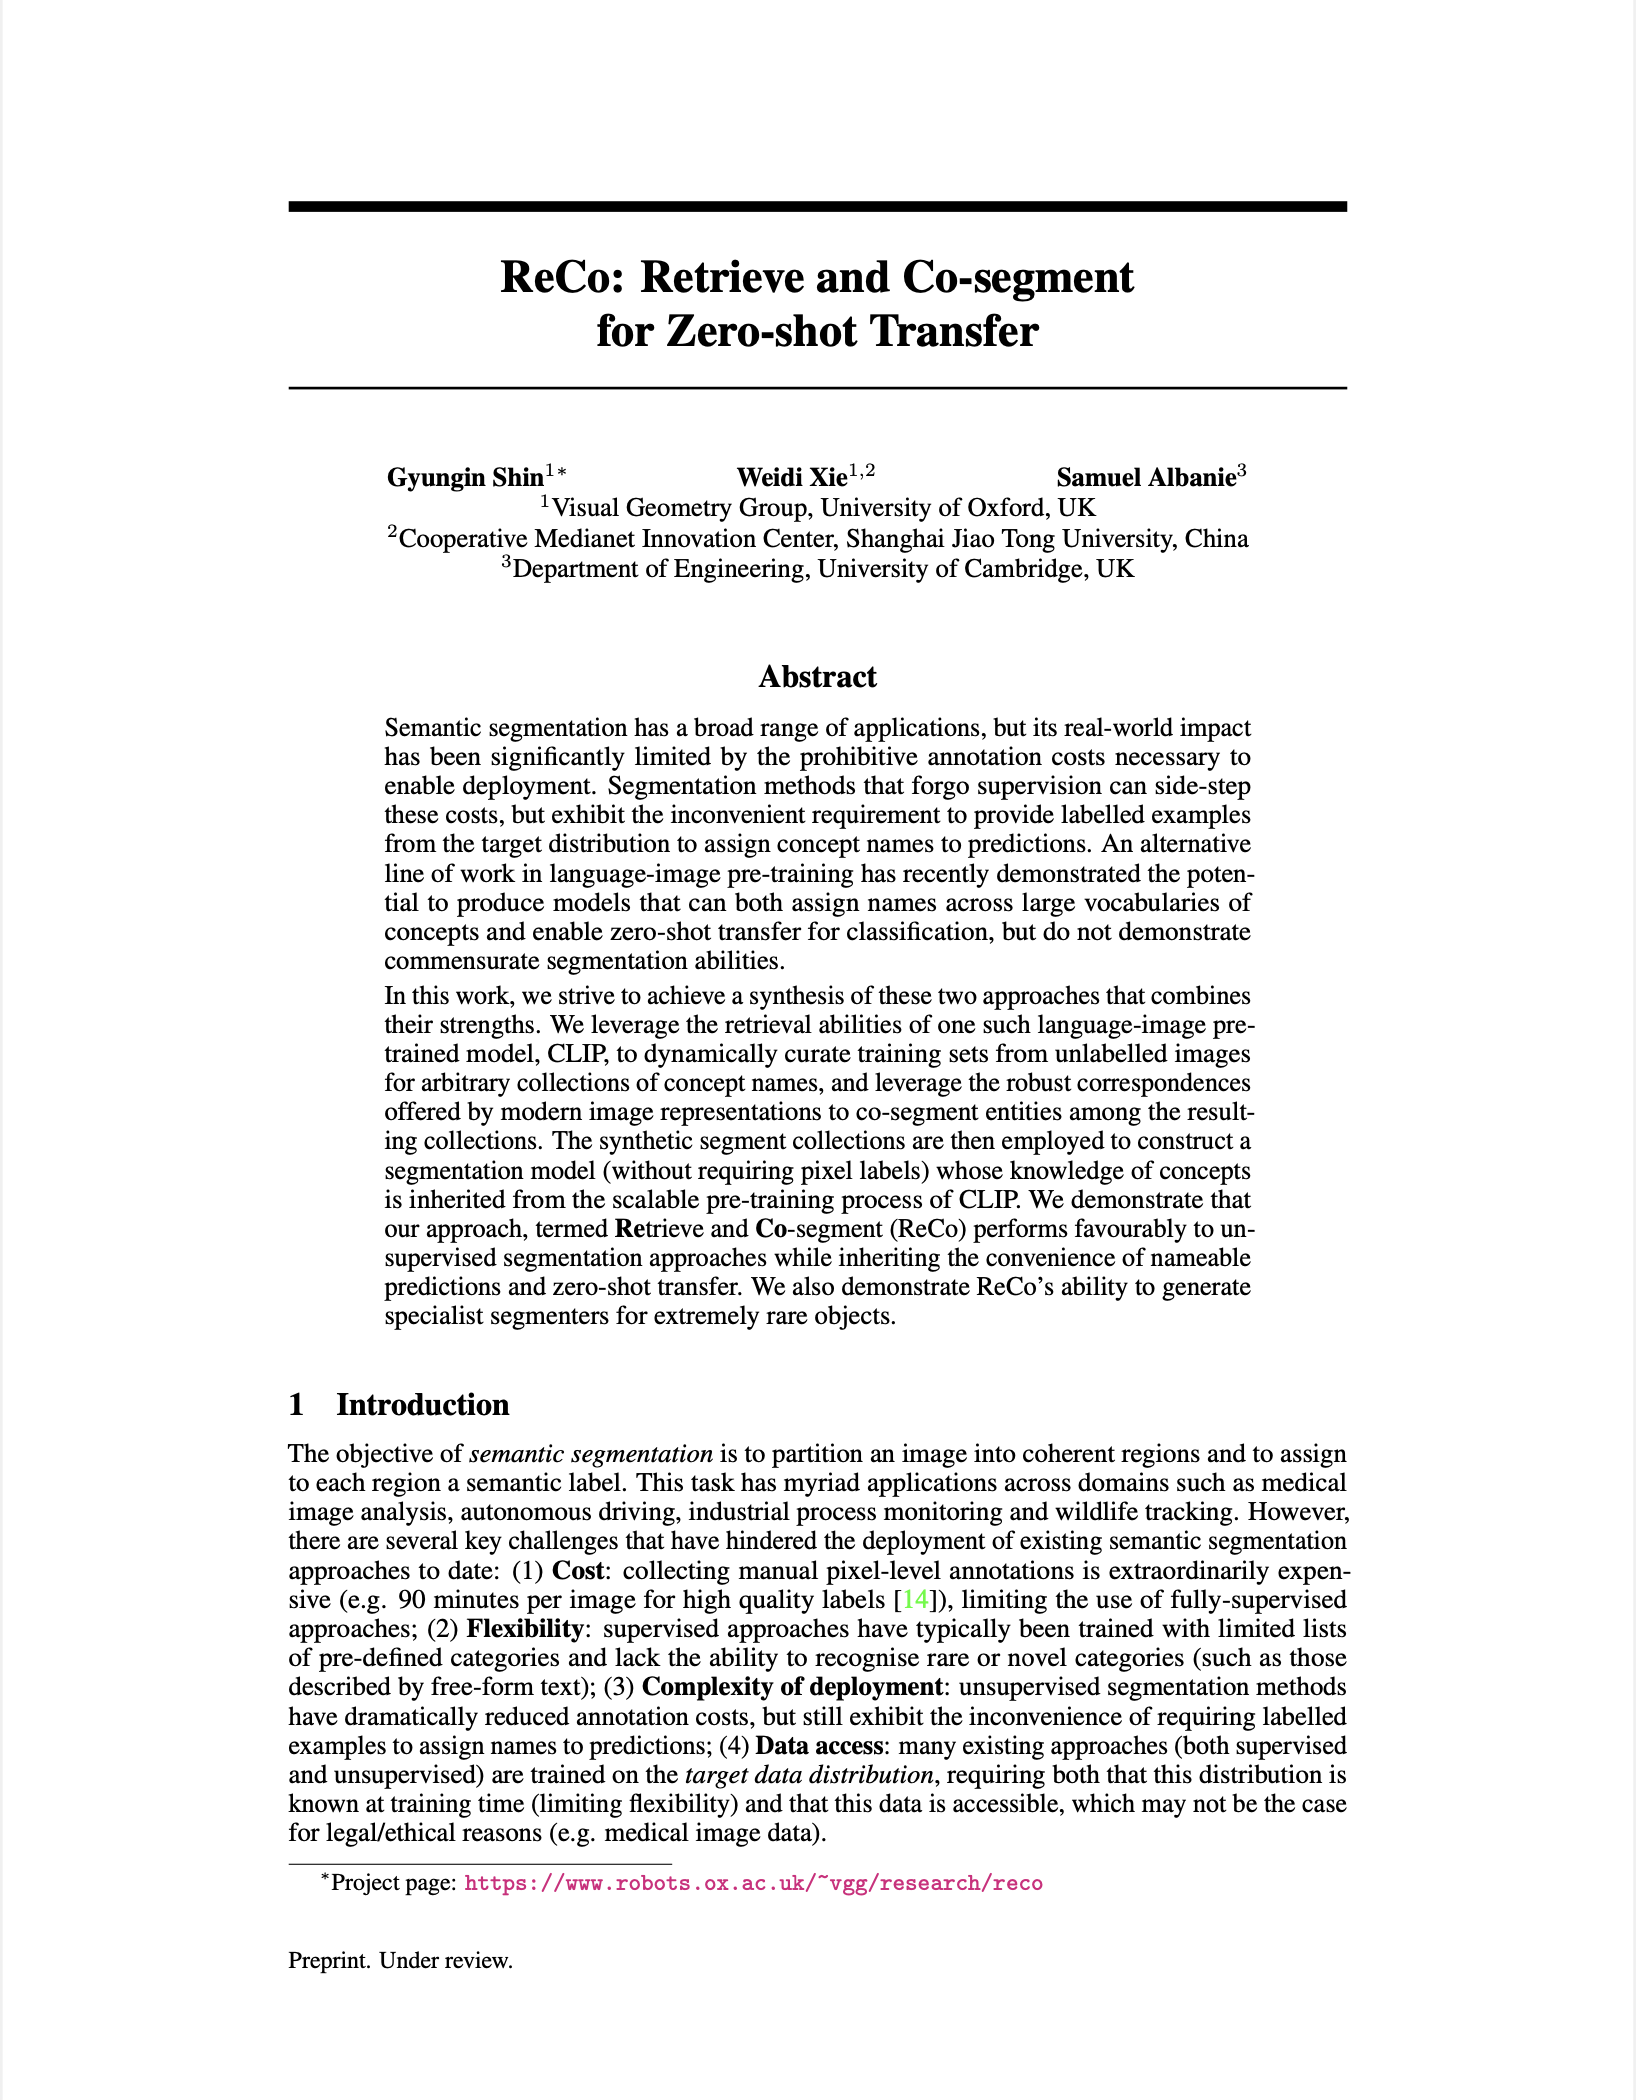 ReCo: Retrieve and Co-segment
for Zero-shot Transfer
Gyungin Shin1* Weidi Xie1,2 Samuel Albanie3
1Visual Geometry Group, University of Oxford, UK
2Cooperative Medianet Innovation Center, Shanghai Jiao Tong University, China
3Department of Engineering, University of Cambridge, UK
Abstract
Semantic segmentation has a broad range of applications, but its real-world impact
has been significantly limited by the prohibitive annotation costs necessary to
enable deployment. Segmentation methods that forgo supervision can side-step
these costs, but exhibit the inconvenient requirement to provide labelled examples
from the target distribution to assign concept names to predictions. An alternative
line of work in language-image pre-training has recently demonstrated the poten-
tial to produce models that can both assign names across large vocabularies of
concepts and enable zero-shot transfer for classification, but do not demonstrate
commensurate segmentation abilities.
In this work, we strive to achieve a synthesis of these two approaches that combines
their strengths. We leverage the retrieval abilities of one such language-image pre-
trained model, CLIP, to dynamically curate training sets from unlabelled images
for arbitrary collections of concept names, and leverage the robust correspondences
offered by modern image representations to co-segment entities among the result-
ing collections. The synthetic segment collections are then employed to construct a
segmentation model (without requiring pixel labels) whose knowledge of concepts
is inherited from the scalable pre-training process of CLIP. We demonstrate that
our approach, termed Retrieve and Co-segment (ReCo) performs favourably to un-
supervised segmentation approaches while inheriting the convenience of nameable
predictions and zero-shot transfer. We also demonstrate ReCo's ability to generate
specialist segmenters for extremely rare objects.
1 Introduction
The objective of semantic segmentation is to partition an image into coherent regions and to assign
to each region a semantic label. This task has myriad applications across domains such as medical
image analysis, autonomous driving, industrial process monitoring and wildlife tracking. However,
there are several key challenges that have hindered the deployment of existing semantic segmentation
approaches to date: (1) Cost: collecting manual pixel-level annotations is extraordinarily expen-
sive (e.g. 90 minutes per image for high quality labels [14]), limiting the use of fully-supervised
approaches; (2) Flexibility: supervised approaches have typically been trained with limited lists
of pre-defined categories and lack the ability to recognise rare or novel categories (such as those
described by free-form text); (3) Complexity of deployment: unsupervised segmentation methods
have dramatically reduced annotation costs, but still exhibit the inconvenience of requiring labelled
examples to assign names to predictions; (4) Data access: many existing approaches (both supervised
and unsupervised) are trained on the target data distribution, requiring both that this distribution is
known at training time (limiting flexibility) and that this data is accessible, which may not be the case
for legal/ethical reasons (e.g. medical image data).
*Project page: https://www.robots.ox.ac.uk/~vgg/research/reco
Preprint. Under review.